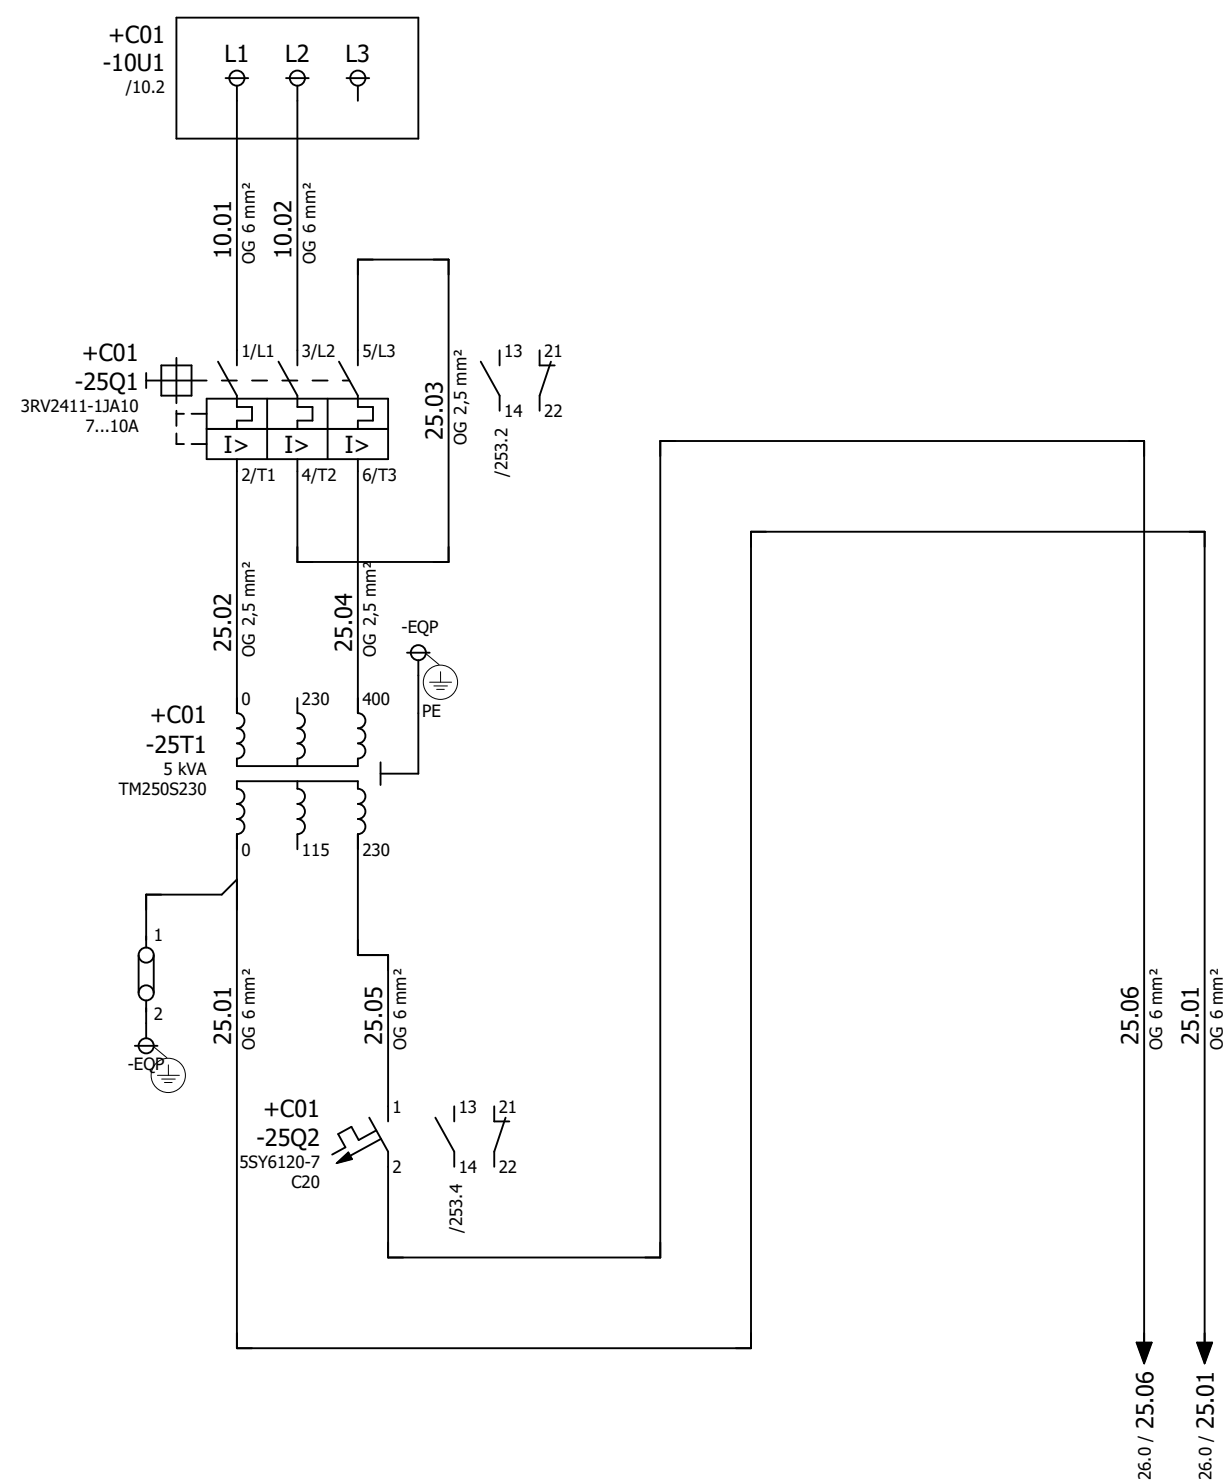 +C01
-10U1
/10.2
L1
L2
L3
10.01
OG 6 mm²
10.02
OG 6 mm²
+C01
-25Q1
3RV2411-1JA10
7...10A
1/L1
3/L2
5/L3
I>
I>
I>
2/T1
4/T2
6/T3
25.03
OG 2,5 mm²
13
14
21
22
/253.2
25.02
OG 2,5 mm²
25.04
OG 2,5 mm²
-EQP
PE
+C01
-25T1
5 kVA
TM250S230
0
230
400
0
115
230
1
2
-EQP
25.01
OG 6 mm²
25.05
OG 6 mm²
25.06
OG 6 mm²
25.01
OG 6 mm²
+C01
-25Q2
5SY6120-7
C20
1
2
13
14
21
22
/253.4
26.0 / 25.06
26.0 / 25.01